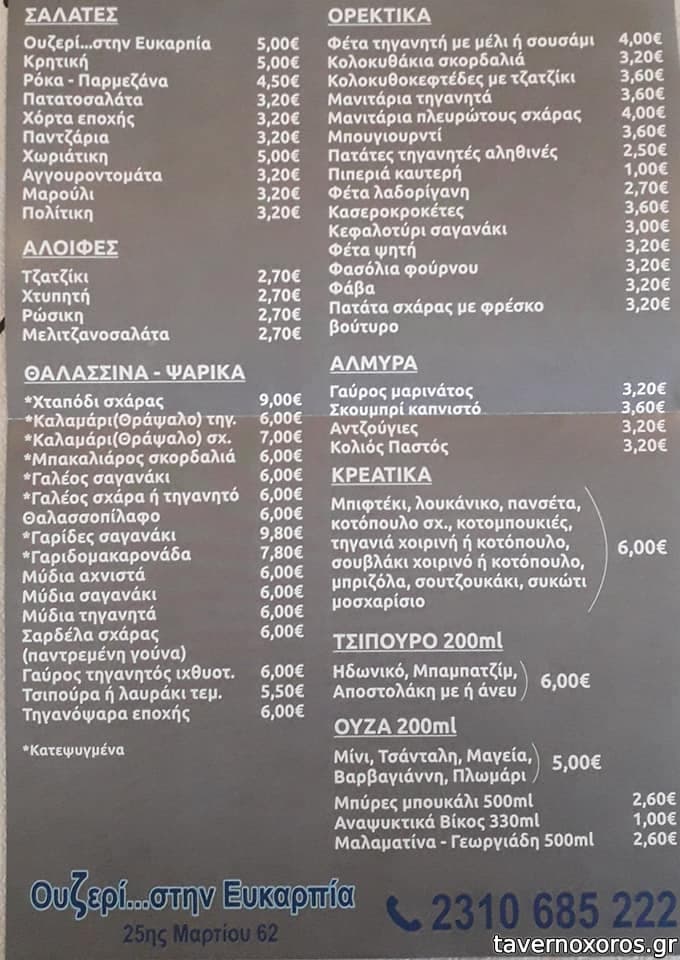 ΣΑΛΑΤΕΣ
Ουζερί...στην Ευκαρπία 5,00€
Κρητική 5,00€
Ρόκα - Παρμεζάνα 4,50€
Πατατοσαλάτα 3,20€
Χόρτα εποχής 3,20€
Παντζάρια 3,20€
Χωριάτικη 5,00€
Αγγουροντομάτα 3,20€
Μαρούλι 3,20€
Πολίτικη 3,20€
ΑΛΟΙΦΕΣ
Τζατζίκι 2,70€
Χτυπητή 2,70€
Ρώσικη 2,70€
Μελιτζανοσαλάτα 2,70€
ΘΑΛΑΣΣΙΝΑ - ΨΑΡΙΚΑ
*Χταπόδι σχάρας 9,00€
*Καλαμάρι(Θράψαλο) τηγ. 6,00€
*Καλαμάρι(Θράψαλο) σχ. 7,00€
*Μπακαλιάρος σκορδαλιά 6,00€
*Γαλέος σαγανάκι 6,00€
*Γαλέος σχάρα ή τηγανητό 6,00€
Θαλασσοπίλαφο 6,00€
*Γαρίδες σαγανάκι 9,80€
*Γαριδομακαρονάδα 7,80€
Μύδια αχνιστά 6,00€
Μύδια σαγανάκι 6,00€
Μύδια τηγανητά 6,00€
Σαρδέλα σχάρας 6,00€
(παντρεμένη γούνα)
Γαύρος τηγανητός ιχθυοτ. 6,00€
Τσιπούρα ή λαυράκι τεμ. 5,50€
Τηγανόψαρα εποχής 6,00€
*Κατεψυγμένα
ΟΡΕΚΤΙΚΑ
Φέτα τηγανητή με μέλι ή σουσάμι 4,00€
Κολοκυθάκια σκορδαλιά 3,20€
Κολοκυθοκεφτέδες με τζατζίκι 3,60€
Μανιτάρια τηγανητά 3,60€
Μανιτάρια πλευρώτους σχάρας 4,00€
Μπουγιουρντί 3,60€
Πατάτες τηγανητές αληθινές 2,50€
Πιπεριά καυτερή 1,00€
Φέτα λαδορίγανη 2,70€
Κασεροκροκέτες 3,60€
Κεφαλοτύρι σαγανάκι 3,00€
Φέτα ψητή 3,20€
Φασόλια φούρνου 3,20€
Φάβα 3,20€
Πατάτα σχάρας με φρέσκο 3,20€
βούτυρο
ΑΛΜΥΡΑ
Γαύρος μαρινάτος 3,20€
Σκουμπρί καπνιστό 3,60€
Αντζούγιες 3,20€
Κολιός Παστός 3,20€
ΚΡΕΑΤΙΚΑ
Μπιφτέκι, λουκάνικο, πανσέτα,
κοτόπουλο σχ., κοτομπουκιές,
τηγανιά χοιρινή ή κοτόπουλο,
σουβλάκι χοιρινό ή κοτόπουλο, 6,00€
μπριζόλα, σουτζουκάκι, συκώτι
μοσχαρίσιο
ΤΣΙΠΟΥΡΟ 200ml
Ηδωνικό, Μπαμπατζίμ,
Αποστολάκη με ή άνευ 6,00€
ΟΥΖΑ 200ml
Μίνι, Τσάνταλη, Μαγεία,
Βαρβαγιάννη, Πλωμάρι 5,00€
Μπύρες μπουκάλι 500ml 2,60€
Αναψυκτικά Βίκος 330ml 1,00€
Μαλαματίνα - Γεωργιάδη 500ml 2,60€
Ουζερί...στην Ευκαρπία
25ης Μαρτίου 62
2310 685 222
tavernoxoros.gr